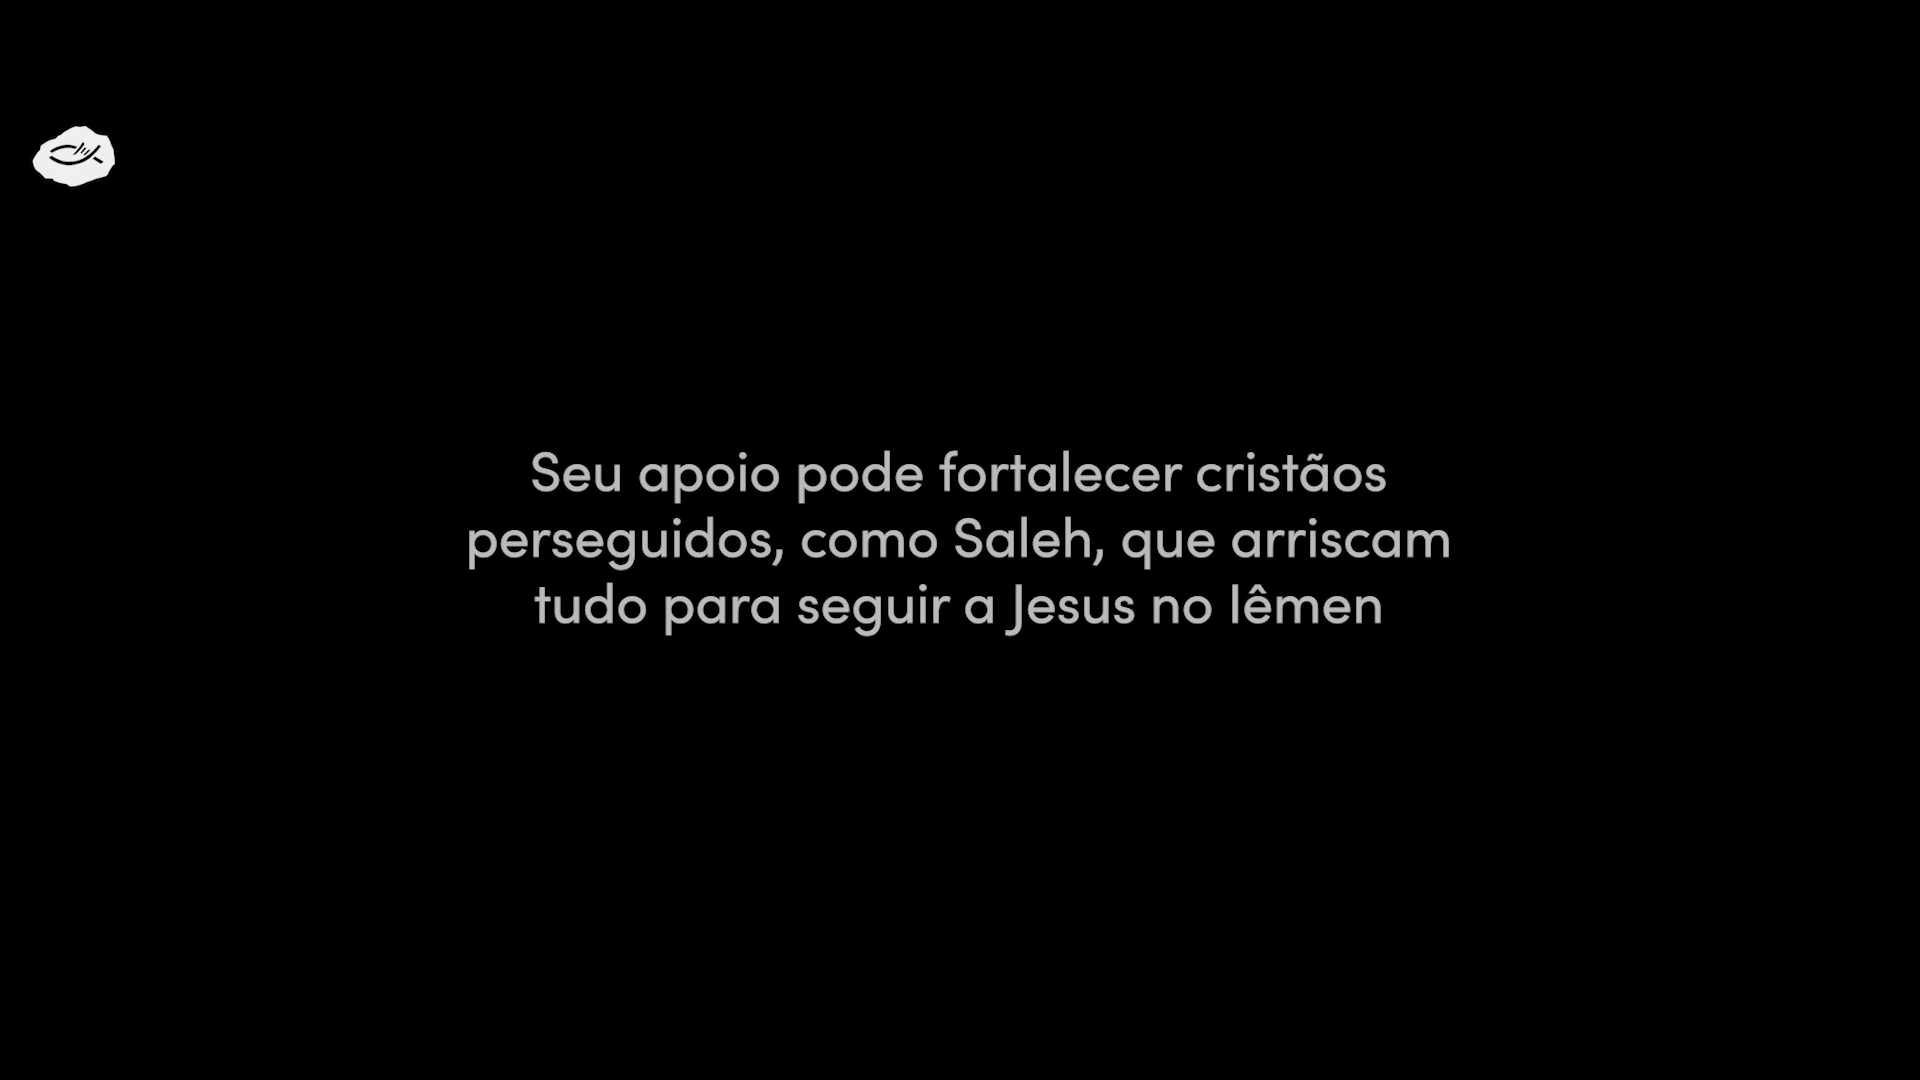 Seu apoio pode fortalecer cristãos
perseguidos, como Saleh, que arriscam
tudo para seguir a Jesus no Iêmen